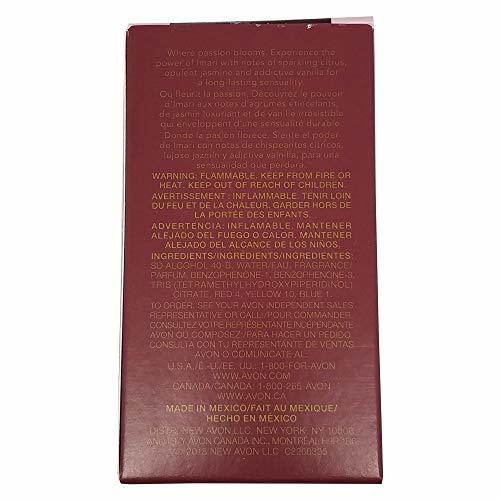 Where passion blooms. Experience the
power of Imari with notes of sparkling citrus,
opulent jasmine and addictive vanilla for
a long-lasting sensuality.
Où fleurit la passion. Découvrez le pouvoir
d'Imari aux notes d'agrumes étincelants,
de jasmin luxuriant et de vanille irrésistible
qui enveloppent d'une sensualité durable.
Donde la pasión florece. Siente el poder
de Imari con notas de chispeantes cítricos,
lujoso jazmín y adictiva vainilla, para una
sensualidad que perdura.
WARNING: FLAMMABLE. KEEP FROM FIRE OR
HEAT. KEEP OUT OF REACH OF CHILDREN.
AVERTISSEMENT : INFLAMMABLE. TENIR LOIN
DU FEU ET DE LA CHALEUR. GARDER HORS DE
LA PORTÉE DES ENFANTS.
ADVERTENCIA: INFLAMABLE. MANTENER
ALEJADO DEL FUEGO O CALOR. MANTENER
ALEJADO DEL ALCANCE DE LOS NIÑOS.
INGREDIENTS/INGRÉDIENTS/INGREDIENTES:
SD ALCOHOL 40-B, WATER/EAU, FRAGRANCE/
PARFUM, BENZOPHENONE-1, BENZOPHENONE-3,
TRIS (TETRAMETHYLHYDROXYPIPERIDINOL)
CITRATE, RED 4, YELLOW 10, BLUE 1.
TO ORDER, SEE YOUR AVON INDEPENDENT SALES
REPRESENTATIVE OR CALL/POUR COMMANDER
CONSULTEZ VOTRE REPRÉSENTANTE INDÉPENDANTE
AVON OU COMPOSEZ:/PARA HACER UN PEDIDO,
CONSULTA CON TU REPRESENTANTE DE VENTAS
AVON O COMUNÍCATE AL:
U.S.A./É.-U./EE. UU.: 1-800-FOR-AVON
WWW.AVON.COM
CANADA/CANADÁ: 1-800-265-AVON
WWW.AVON.CA
MADE IN MEXICO/FAIT AU MEXIQUE/
HECHO EN MÉXICO
DISTR. NEW AVON LLC, NEW YORK, NY
AVON CANADA INC., MONTRÉAL
© 2018 NEW AVON LLC